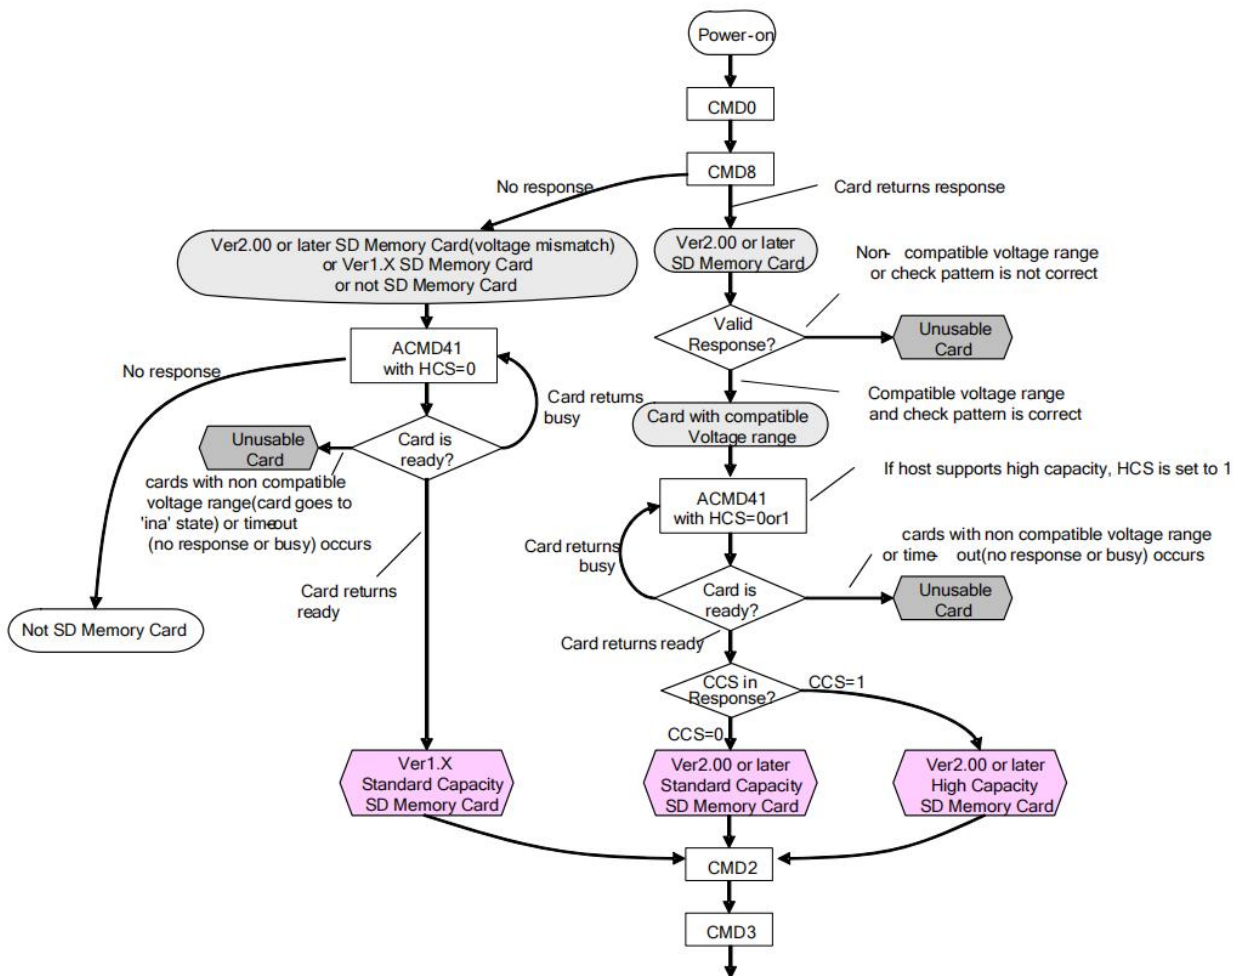 Power-on
CMD0
CMD8
No response
Card returns response
Ver2.00 or later SD Memory Card(voltage mismatch)
or Ver1.X SD Memory Card
or not SD Memory Card
Ver2.00 or later
SD Memory Card
Non- compatible voltage range
or check pattern is not correct
Valid
Response?
Unusable
Card
ACMD41
with HCS=0
No response
Card returns
busy
Compatible voltage range
and check pattern is correct
Card with compatible
Voltage range
Unusable
Card
Card is
ready?
cards with non compatible
voltage range(card goes to
'ina' state) or timeout
(no response or busy) occurs
If host supports high capacity, HCS is set to 1
ACMD41
with HCS=0or1
Card returns
busy
cards with non compatible voltage range
or time- out(no response or busy) occurs
Card is
ready?
Unusable
Card
Card returns
ready
Not SD Memory Card
Card returns ready
CCS in
Response?
CCS=1
CCS=0
Ver1.X
Standard Capacity
SD Memory Card
Ver2.00 or later
Standard Capacity
SD Memory Card
Ver2.00 or later
High Capacity
SD Memory Card
CMD2
CMD3